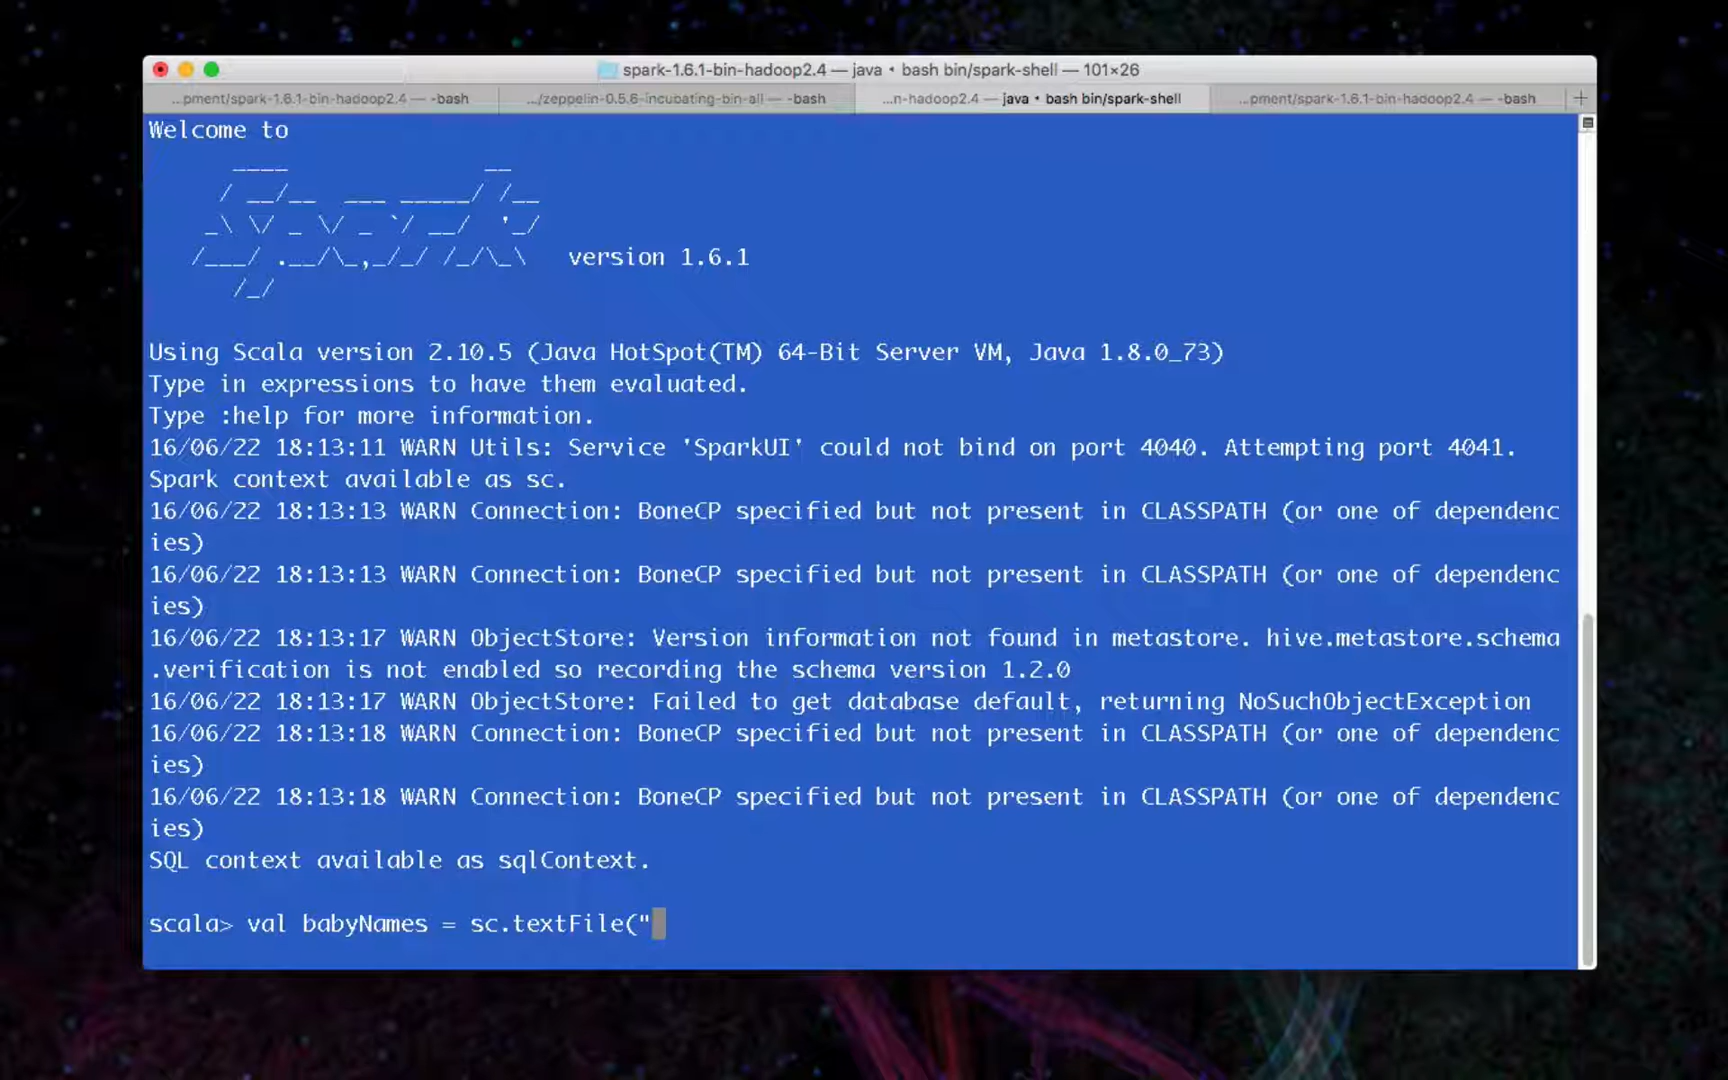 spark-1.6.1-bin-hadoop2.4 — java • bash bin/spark-shell — 101×26
...pment/spark-1.6.1-bin-hadoop2.4 — -bash
.../zeppelin-0.5.6-incubating-bin-all — -bash
...n-hadoop2.4 — java • bash bin/spark-shell
...pment/spark-1.6.1-bin-hadoop2.4 — -bash
Welcome to
      ____              __
     / __/__  ___ _____/ /__
    _\ \/ _ \/ _ `/ __/  '_/
   /___/ .__/\_,_/_/ /_/\_\   version 1.6.1
      /_/
Using Scala version 2.10.5 (Java HotSpot(TM) 64-Bit Server VM, Java 1.8.0_73)
Type in expressions to have them evaluated.
Type :help for more information.
16/06/22 18:13:11 WARN Utils: Service 'SparkUI' could not bind on port 4040. Attempting port 4041.
Spark context available as sc.
16/06/22 18:13:13 WARN Connection: BoneCP specified but not present in CLASSPATH (or one of dependenc
ies)
16/06/22 18:13:13 WARN Connection: BoneCP specified but not present in CLASSPATH (or one of dependenc
ies)
16/06/22 18:13:17 WARN ObjectStore: Version information not found in metastore. hive.metastore.schema
.verification is not enabled so recording the schema version 1.2.0
16/06/22 18:13:17 WARN ObjectStore: Failed to get database default, returning NoSuchObjectException
16/06/22 18:13:18 WARN Connection: BoneCP specified but not present in CLASSPATH (or one of dependenc
ies)
16/06/22 18:13:18 WARN Connection: BoneCP specified but not present in CLASSPATH (or one of dependenc
ies)
SQL context available as sqlContext.
scala> val babyNames = sc.textFile("